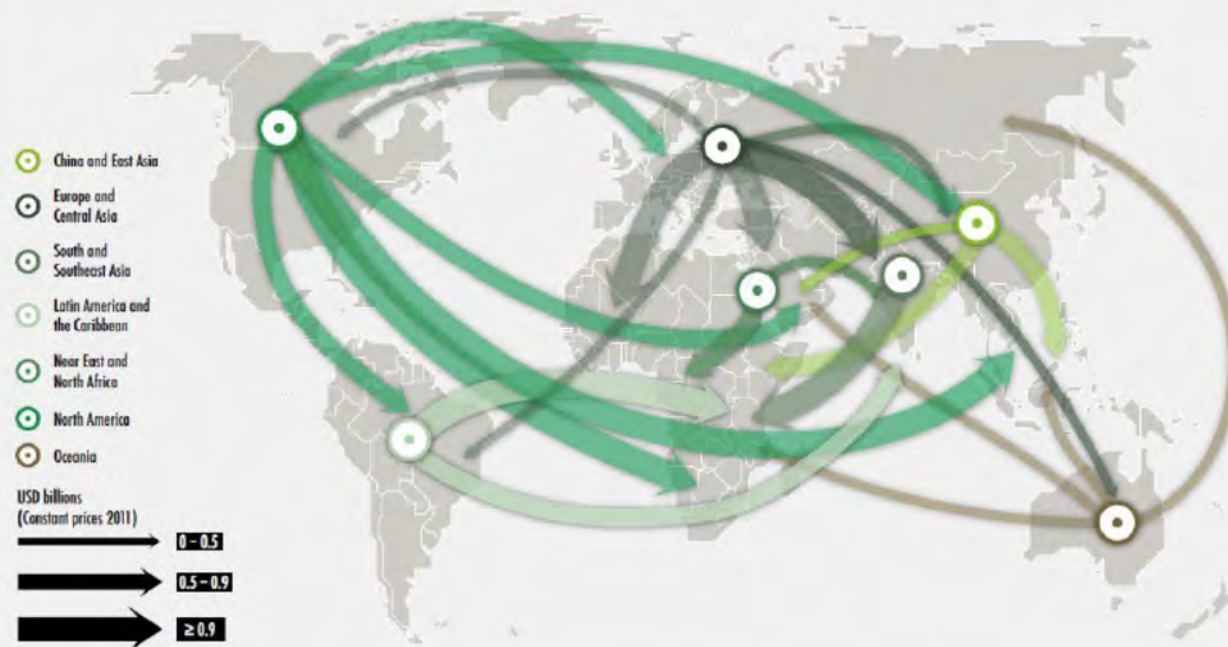 China and East Asia
Europe and
Central Asia
South and
Southeast Asia
Latin America and
the Caribbean
Near East and
North Africa
North America
Oceania
USD billions
(Constant prices 2011)
0 – 0.5
0.5 – 0.9
≥ 0.9